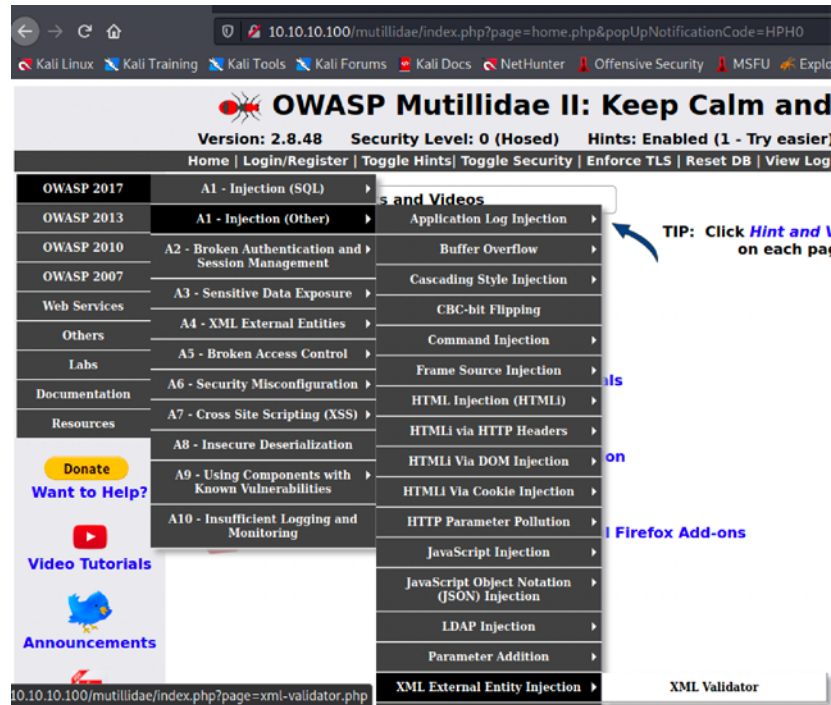 10.10.10.100/mutillidae/index.php?page=home.php&popUpNotificationCode=HPH0
Kali Linux Kali Training Kali Tools Kali Forums Kali Docs NetHunter Offensive Security MSFU Explo
OWASP Mutillidae II: Keep Calm and
Version: 2.8.48 Security Level: 0 (Hosed) Hints: Enabled (1 - Try easier)
Home | Login/Register | Toggle Hints| Toggle Security | Enforce TLS | Reset DB | View Log
OWASP 2017
OWASP 2013
OWASP 2010
OWASP 2007
Web Services
Others
Labs
Documentation
Resources
Donate
Want to Help?
Video Tutorials
Announcements
A1 - Injection (SQL)
A1 - Injection (Other)
A2 - Broken Authentication and
Session Management
A3 - Sensitive Data Exposure
A4 - XML External Entities
A5 - Broken Access Control
A6 - Security Misconfiguration
A7 - Cross Site Scripting (XSS)
A8 - Insecure Deserialization
A9 - Using Components with
Known Vulnerabilities
A10 - Insufficient Logging and
Monitoring
s and Videos
Application Log Injection
Buffer Overflow
Cascading Style Injection
CBC-bit Flipping
Command Injection
Frame Source Injection
HTML Injection (HTMLi)
HTMLi via HTTP Headers
HTMLi Via DOM Injection
HTMLi Via Cookie Injection
HTTP Parameter Pollution
JavaScript Injection
JavaScript Object Notation
(JSON) Injection
LDAP Injection
Parameter Addition
XML External Entity Injection
XML Validator
TIP: Click Hint and V
on each pag
als
on
l Firefox Add-ons
10.10.10.100/mutillidae/index.php?page=xml-validator.php